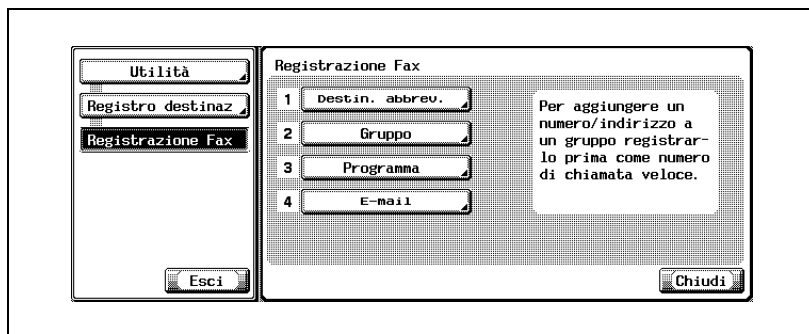 Utilità
Registro destinaz
Registrazione Fax
Esci
Registrazione Fax
1 Destin. abbrev.
2 Gruppo
3 Programma
4 E-mail
Per aggiungere un
numero/indirizzo a
un gruppo registrar-
lo prima come numero
di chiamata veloce.
Chiudi